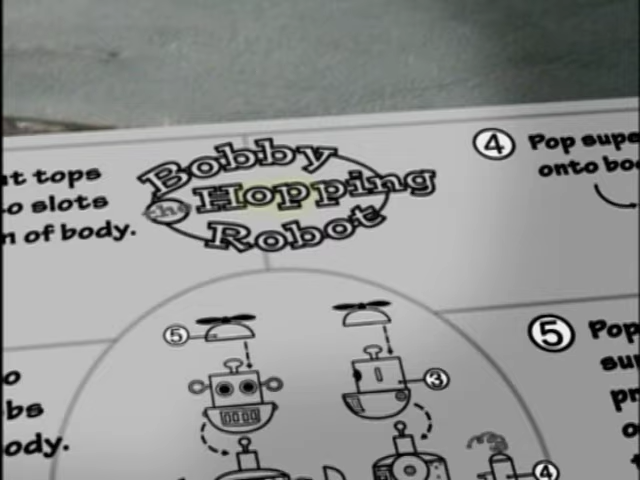 Bobby
the Hopping
Robot
t tops
o slots
n of body.
4 Pop supe
onto bo
5 Pop
su
pr
o
o
bs
ody.
5
3
4